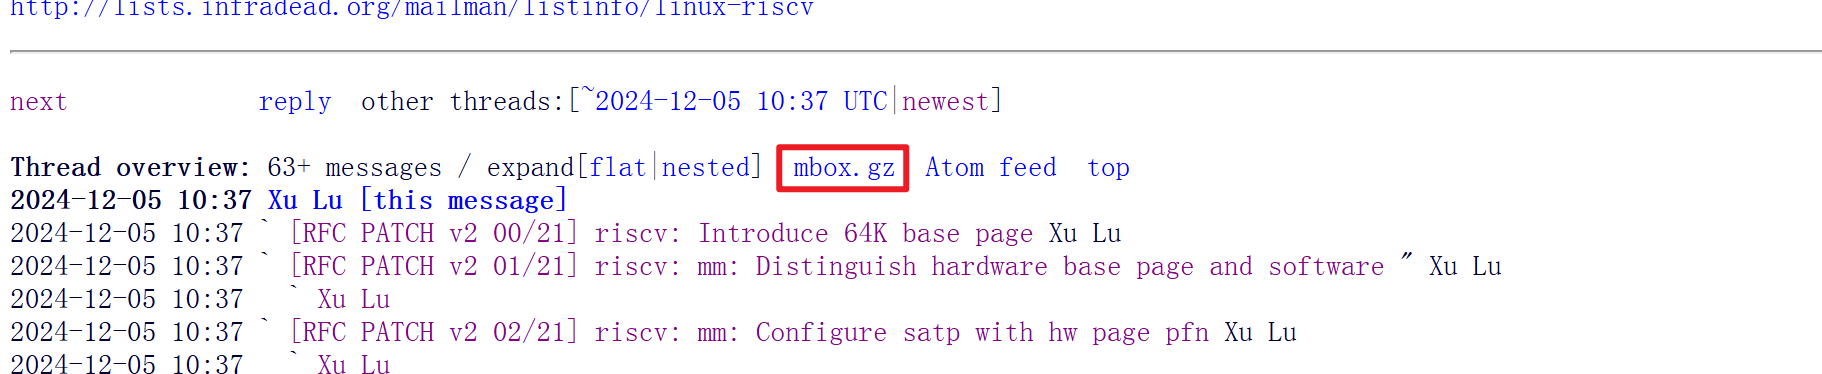 http://lists.infradead.org/mailman/listinfo/linux-riscv
next reply other threads:[~2024-12-05 10:37 UTC|newest]
Thread overview: 63+ messages / expand[flat|nested] mbox.gz Atom feed top
2024-12-05 10:37 Xu Lu [this message]
2024-12-05 10:37 ` [RFC PATCH v2 00/21] riscv: Introduce 64K base page Xu Lu
2024-12-05 10:37 ` [RFC PATCH v2 01/21] riscv: mm: Distinguish hardware base page and software " Xu Lu
2024-12-05 10:37 ` Xu Lu
2024-12-05 10:37 ` [RFC PATCH v2 02/21] riscv: mm: Configure satp with hw page pfn Xu Lu
2024-12-05 10:37 ` Xu Lu